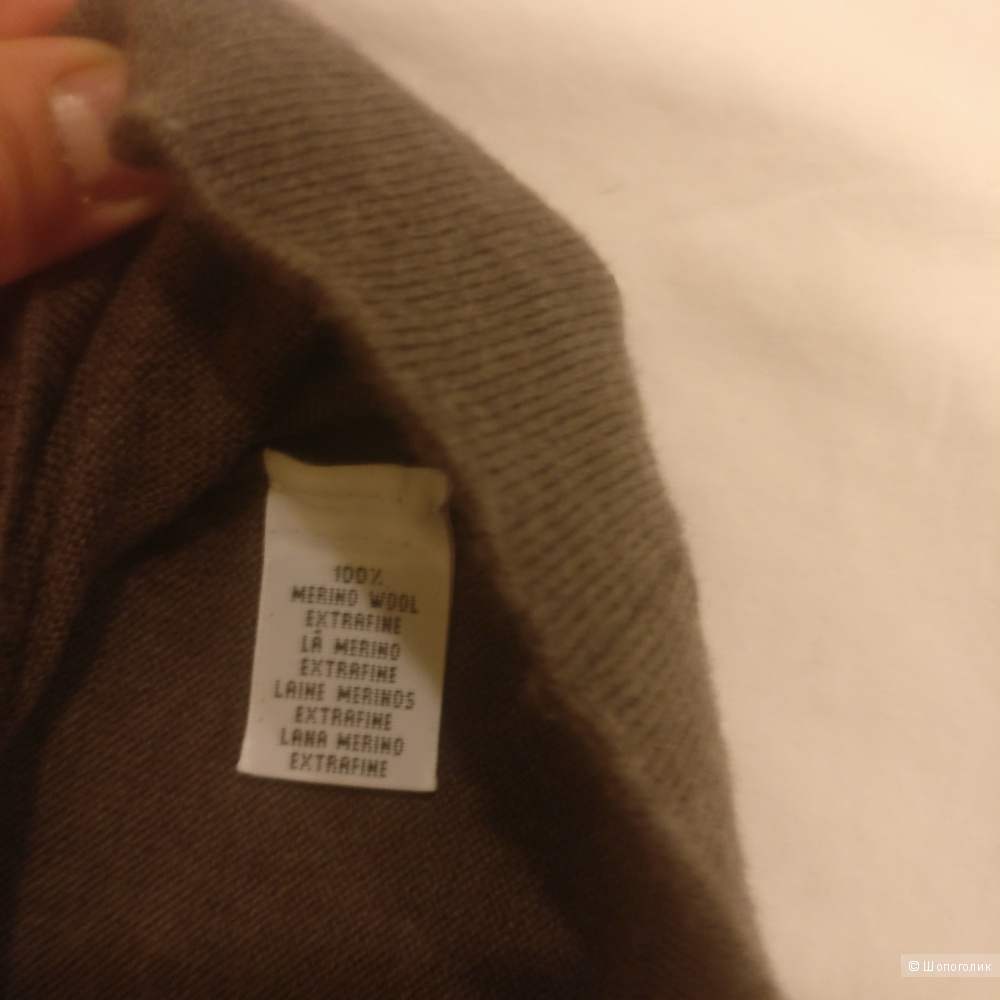 100%
MERINO WOOL
EXTRAFINE
LÃ MERINO
EXTRAFINE
LAINE MERINOS
EXTRAFINE
LANA MERINO
EXTRAFINE
© Шопоголик